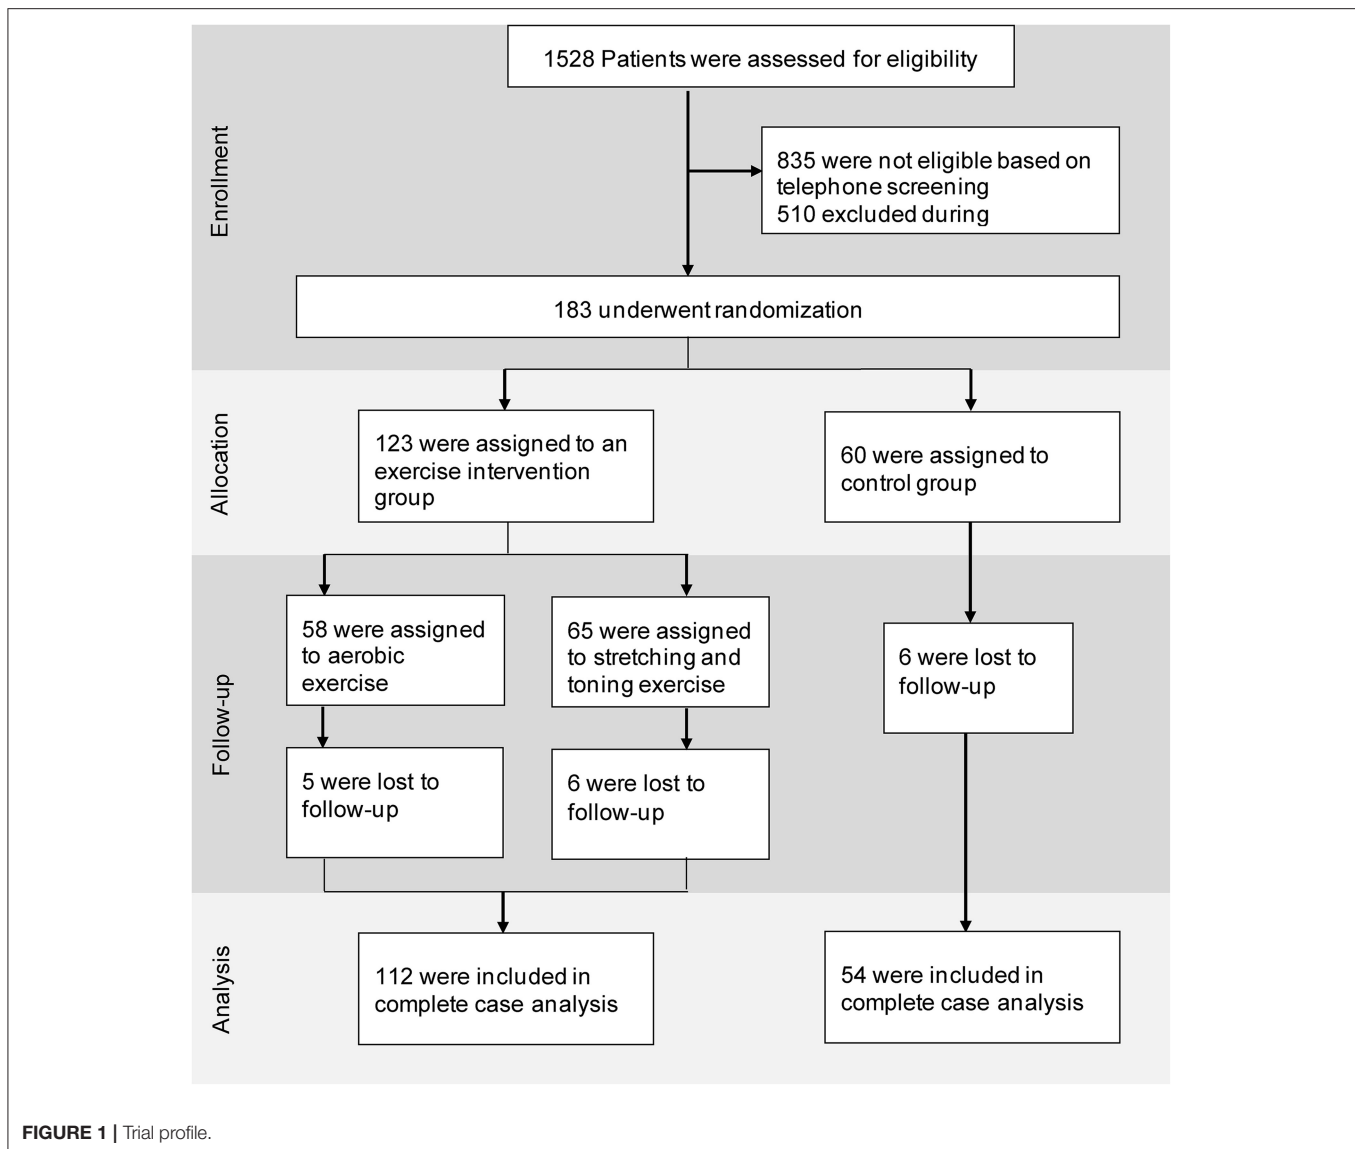 1528 Patients were assessed for eligibility
Enrollment
835 were not eligible based on
telephone screening
510 excluded during
183 underwent randomization
Allocation
123 were assigned to an
exercise intervention
group
60 were assigned to
control group
Follow-up
58 were assigned
to aerobic
exercise
65 were assigned
to stretching and
toning exercise
6 were lost to
follow-up
5 were lost to
follow-up
6 were lost to
follow-up
Analysis
112 were included in
complete case analysis
54 were included in
complete case analysis
FIGURE 1 | Trial profile.